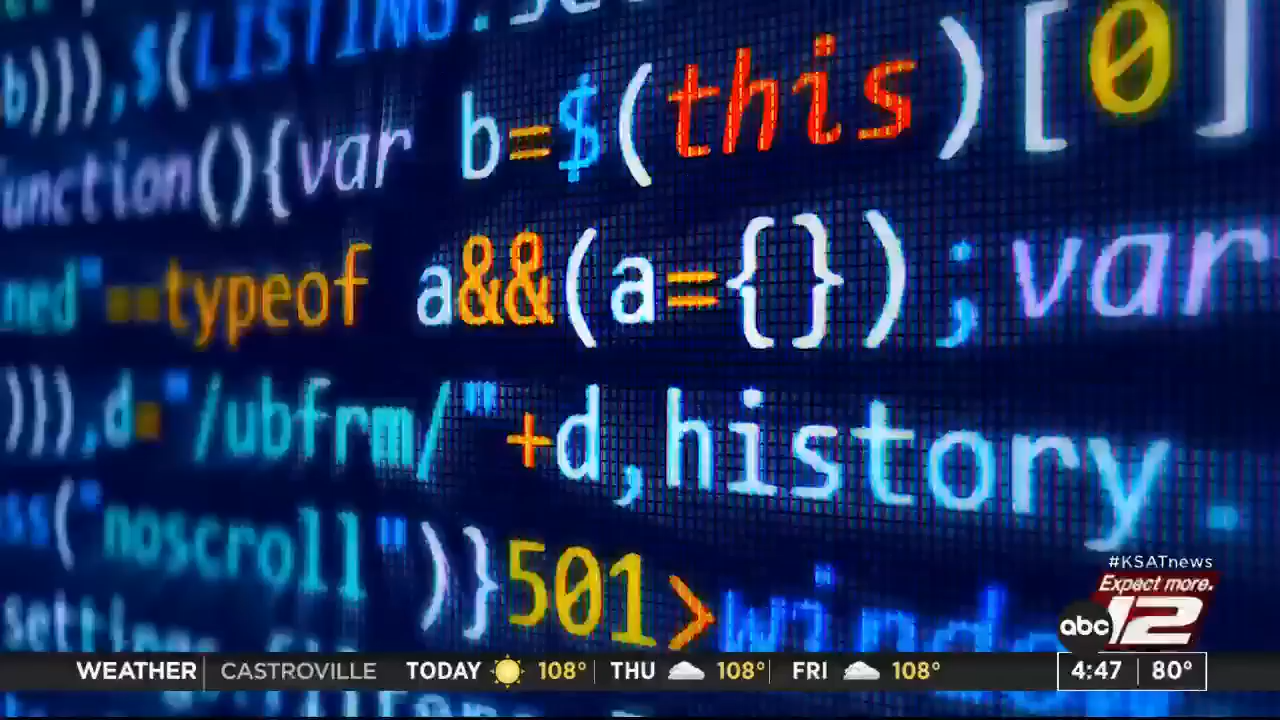 b))),$(LISTING.
function(){var b=$(this)[0]
ned"==typeof a&&(a={});var
))),d="/ubfrm/"+d,history.
ss("noscroll")}501>windo
#KSATnews
Expect more.
abc 12
WEATHER CASTROVILLE TODAY 108° THU 108° FRI 108° 4:47 80°